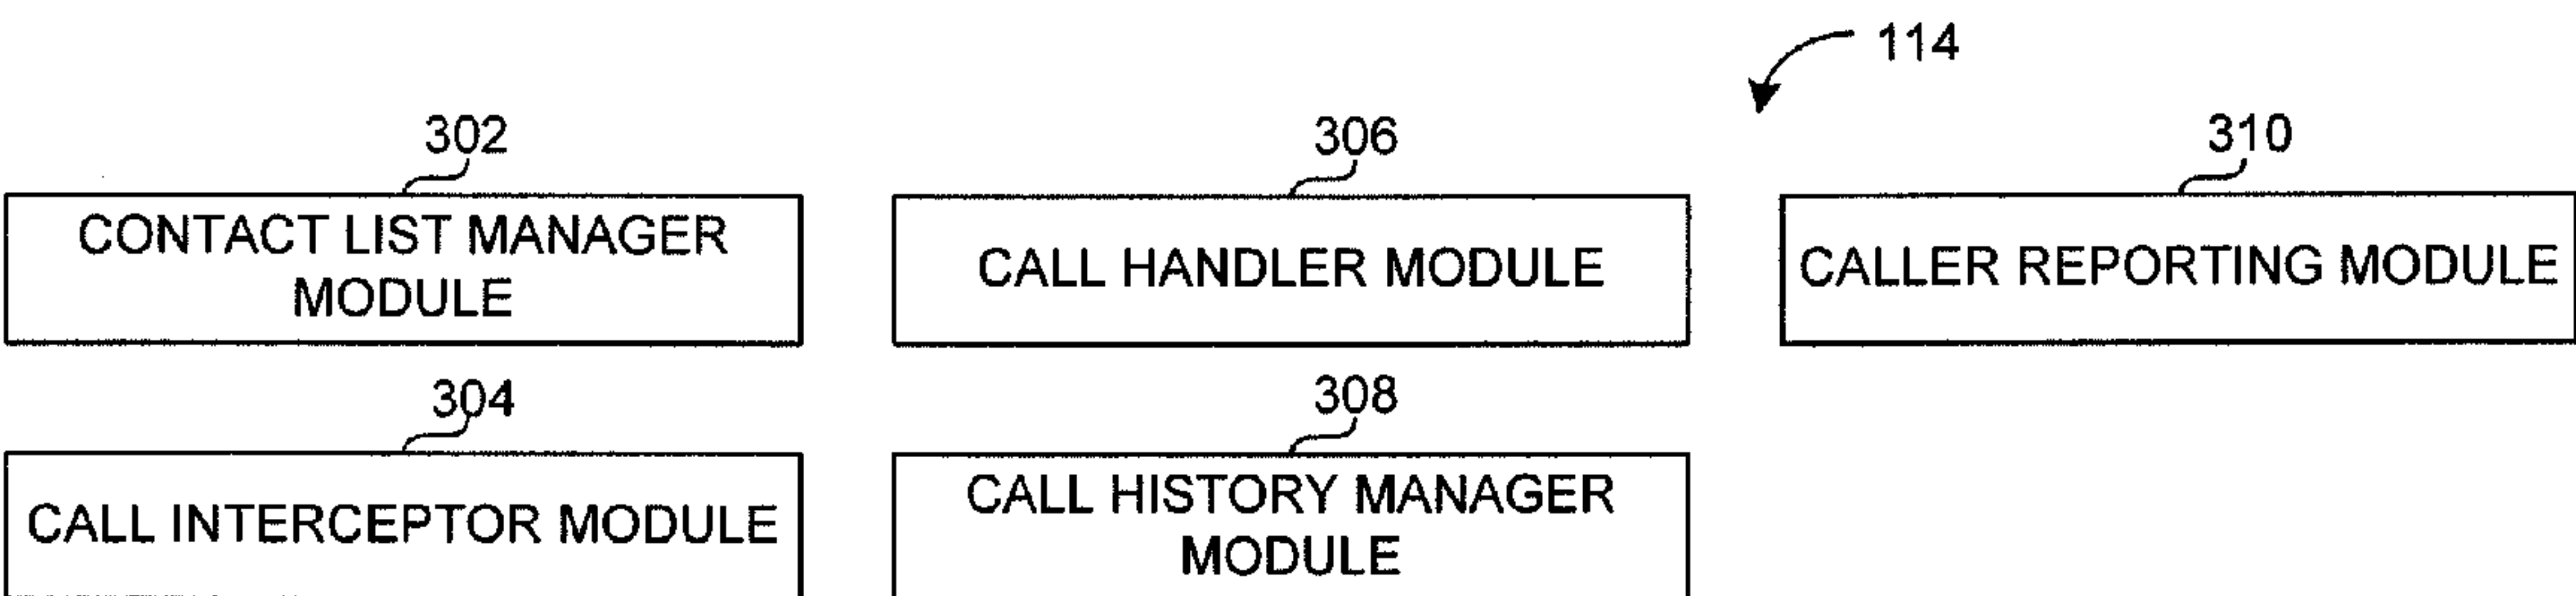 114
302
CONTACT LIST MANAGER
MODULE
306
CALL HANDLER MODULE
310
CALLER REPORTING MODULE
304
CALL INTERCEPTOR MODULE
308
CALL HISTORY MANAGER
MODULE